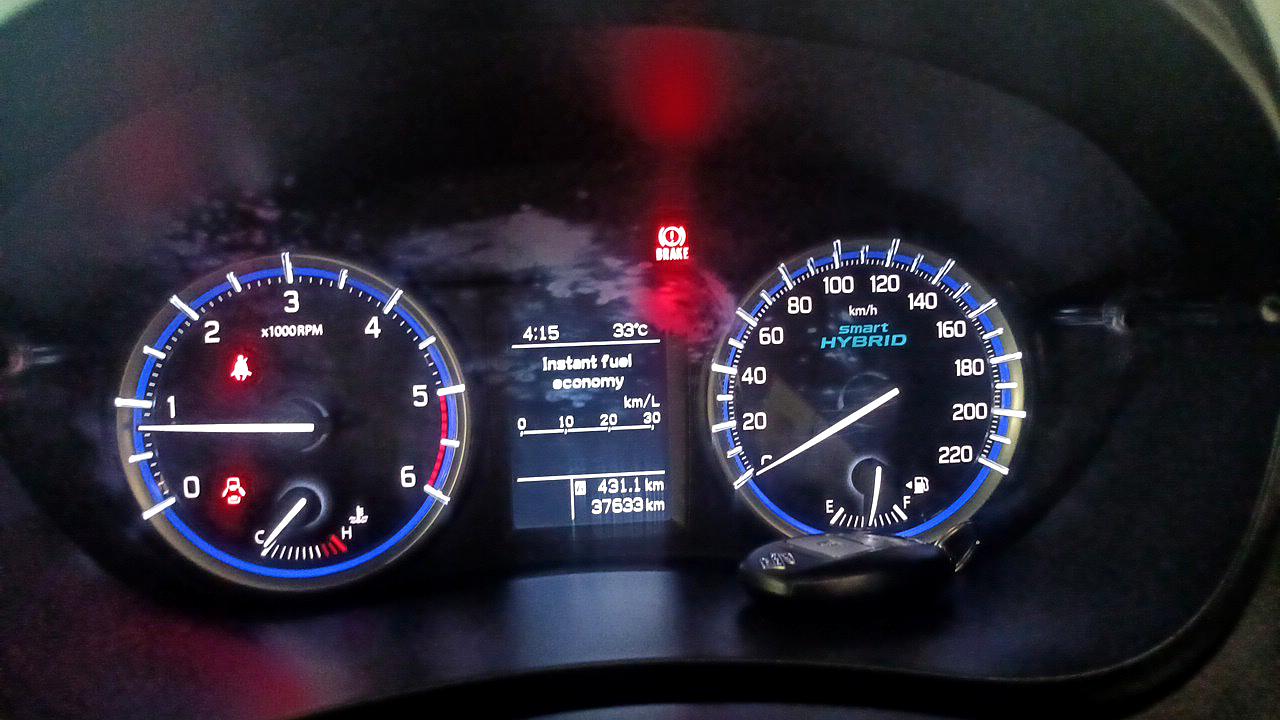 BRAKE
3
2
4
x1000RPM
1
5
0
6
C
H
4:15 33°C
Instant fuel
economy
km/L
0 10 20 30
A 431.1 km
37633 km
100 120
80 140
km/h
smart
HYBRID
60 160
40 180
20 200
0 220
E
F